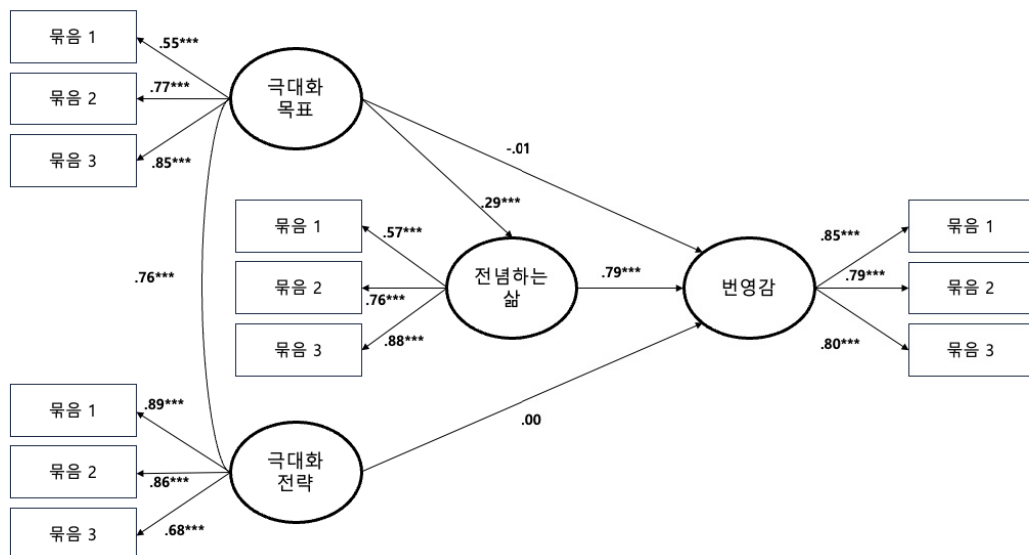 묶음 1
.55***
묶음 2
.77***
묶음 3
.85***
극대화
목표
-.01
.29***
.76***
묶음 1
.57***
묶음 2
.76***
묶음 3
.88***
전념하는
삶
.79***
번영감
.85***
묶음 1
.79***
묶음 2
.80***
묶음 3
묶음 1
.89***
묶음 2
.86***
묶음 3
.68***
극대화
전략
.00